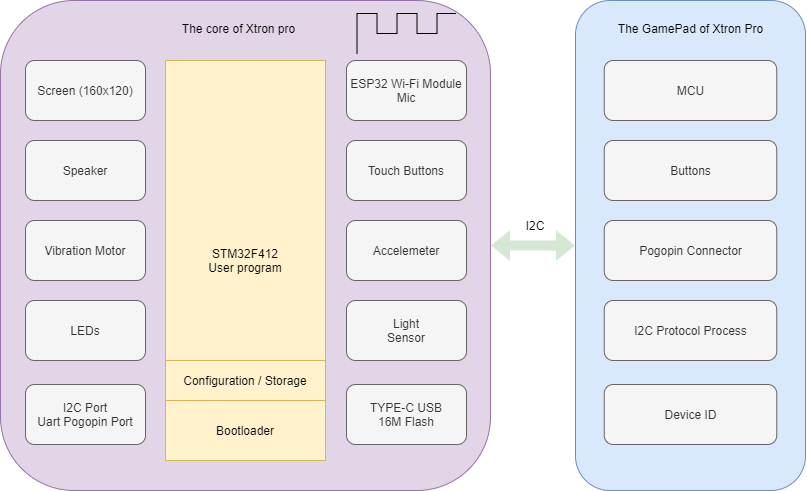 The core of Xtron pro
Screen (160x120)
Speaker
Vibration Motor
LEDs
I2C Port
Uart Pogopin Port
STM32F412
User program
Configuration / Storage
Bootloader
ESP32 Wi-Fi Module
Mic
Touch Buttons
Accelemeter
Light
Sensor
TYPE-C USB
16M Flash
I2C
The GamePad of Xtron Pro
MCU
Buttons
Pogopin Connector
I2C Protocol Process
Device ID